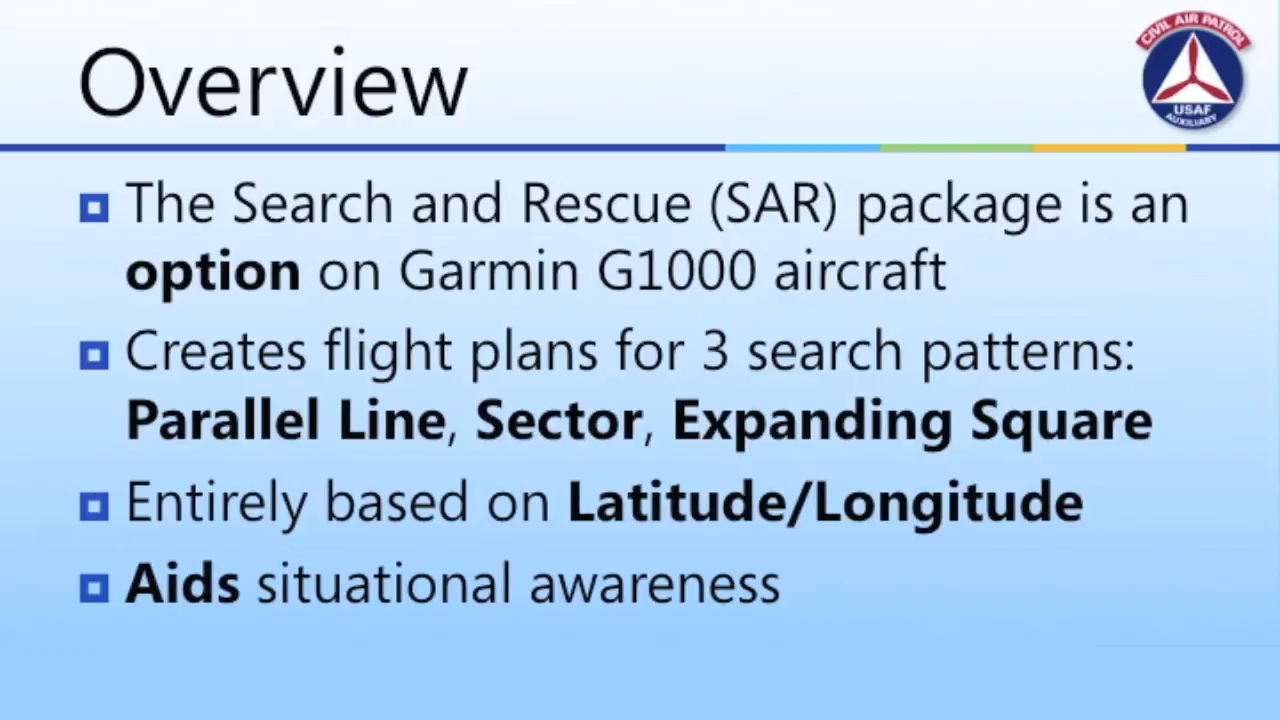 Overview
CIVIL AIR PATROL
USAF
AUXILIARY
The Search and Rescue (SAR) package is an
option on Garmin G1000 aircraft
Creates flight plans for 3 search patterns:
Parallel Line, Sector, Expanding Square
Entirely based on Latitude/Longitude
Aids situational awareness